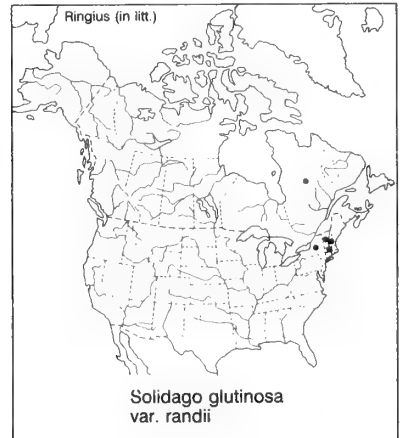 Ringius (in litt.)
Solidago glutinosa
var. randii